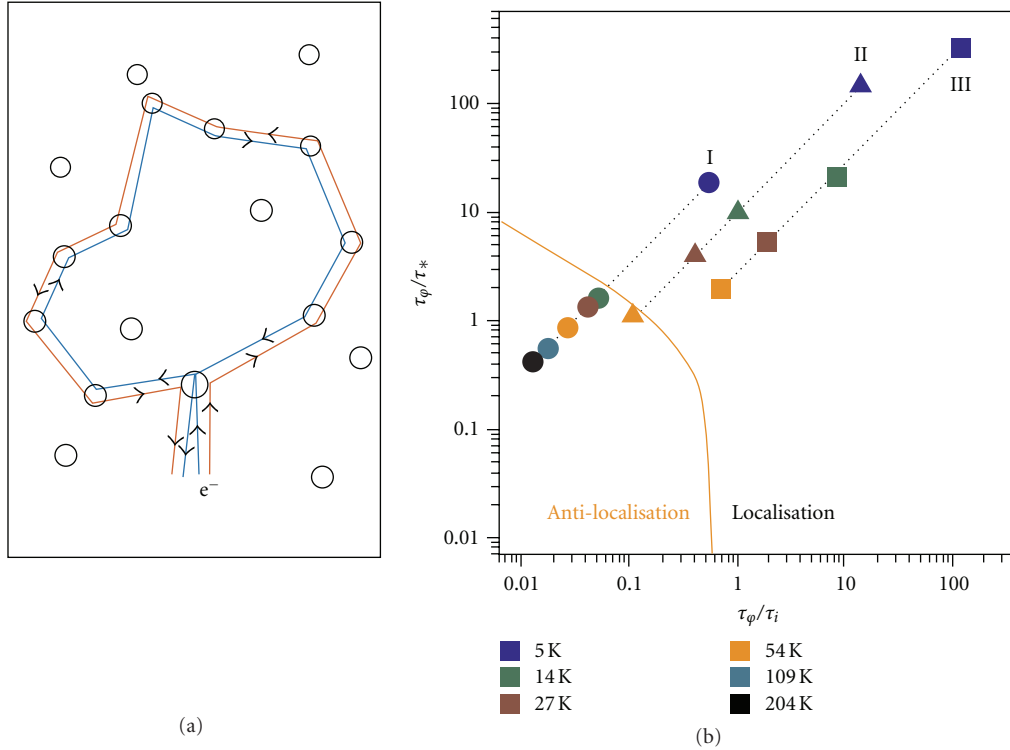 e−
(a)
100
10
1
0.1
0.01
τφ/τ*
I
II
III
Anti-localisation
Localisation
0.01
0.1
1
10
100
τφ/τi
5 K
14 K
27 K
54 K
109 K
204 K
(b)